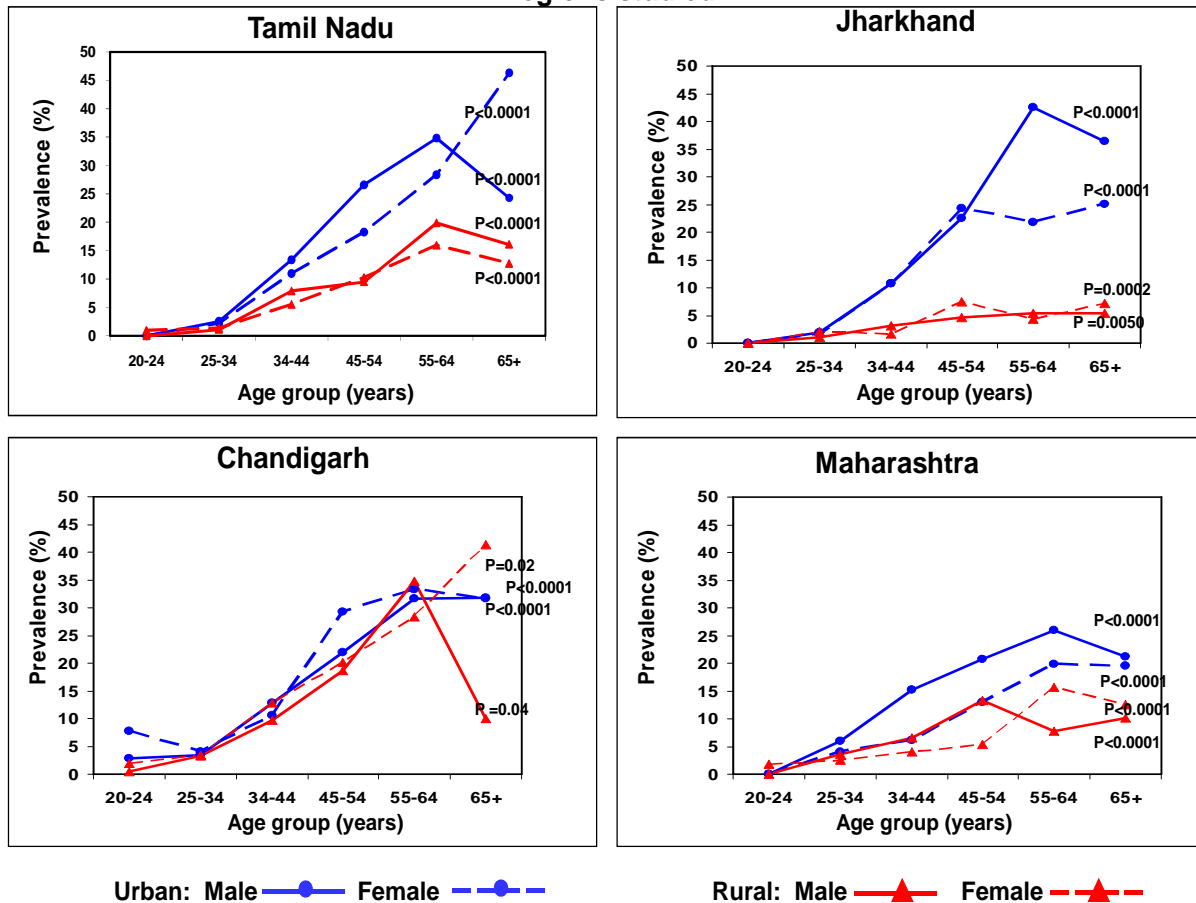 Tamil Nadu
50
45
40
35
30
25
20
15
10
5
0
Prevalence (%)
P<0.0001
P<0.0001
P<0.0001
P<0.0001
20-24 25-34 34-44 45-54 55-64 65+
Age group (years)
Jharkhand
50
45
40
35
30
25
20
15
10
5
0
Prevalence (%)
P<0.0001
P<0.0001
P=0.0002
P=0.0050
20-24 25-34 34-44 45-54 55-64 65+
Age group (years)
Chandigarh
50
45
40
35
30
25
20
15
10
5
0
Prevalence (%)
P=0.02
P<0.0001
P<0.0001
P=0.04
20-24 25-34 34-44 45-54 55-64 65+
Age group (years)
Maharashtra
50
45
40
35
30
25
20
15
10
5
0
Prevalence (%)
P<0.0001
P<0.0001
P<0.0001
P<0.0001
20-24 25-34 34-44 45-54 55-64 65+
Age group (years)
Urban: Male Female Rural: Male Female